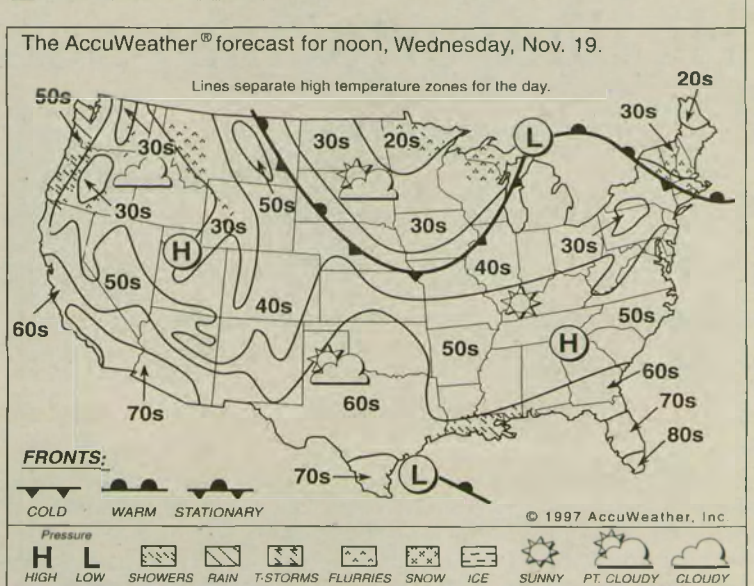 The AccuWeather® forecast for noon, Wednesday, Nov. 19.
Lines separate high temperature zones for the day.
20s
50s
30s
30s
30s
20s
L
30s
50s
30s
30s
30s
H
30s
40s
50s
40s
50s
60s
50s
H
60s
70s
60s
70s
80s
70s
L
FRONTS:
COLD WARM STATIONARY
© 1997 AccuWeather, Inc
Pressure
H L
HIGH LOW SHOWERS RAIN T-STORMS FLURRIES SNOW ICE SUNNY PT. CLOUDY CLOUDY